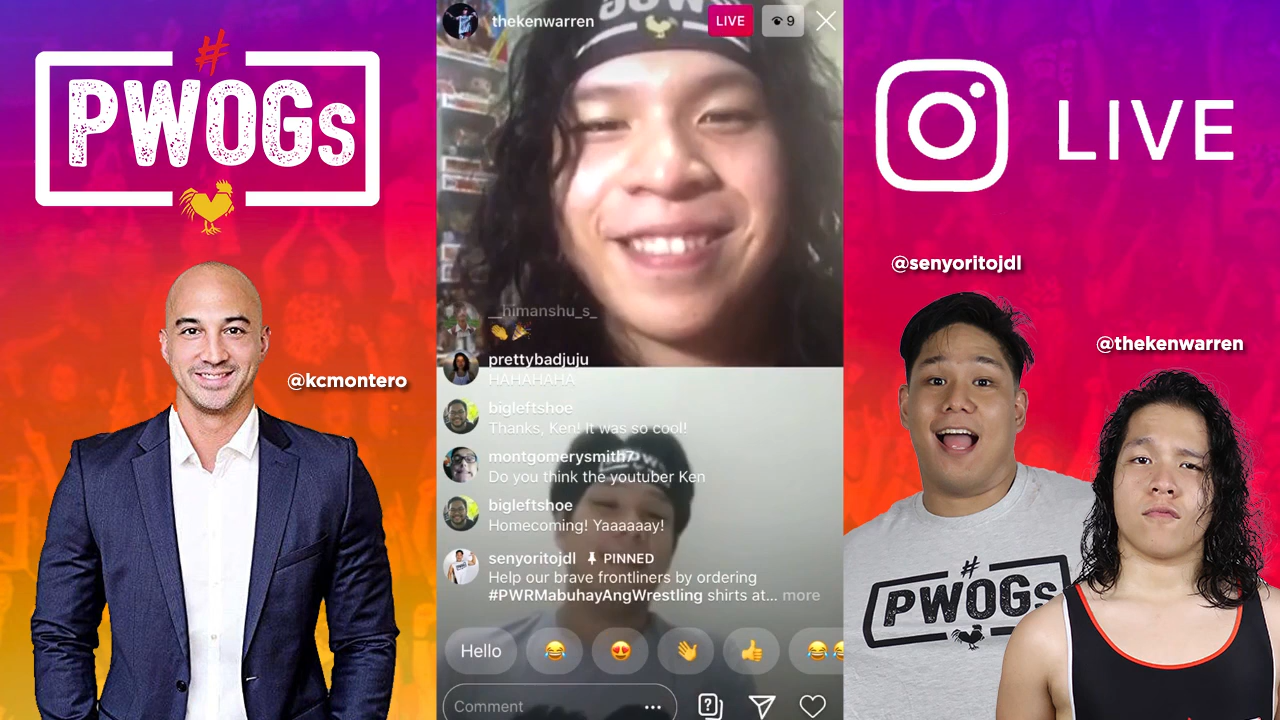 #
PWOGs
@kcmontero
thekenwarren
LIVE
9
__himanshu_s_
prettybadjuju
HAHAHAHA
bigleftshoe
Thanks, Ken! It was so cool!
montgomerysmith7
Do you think the youtuber Ken
bigleftshoe
Homecoming! Yaaaaaay!
senyoritojdl PINNED
Help our brave frontliners by ordering
#PWRMabuhayAngWrestling shirts at... more
Hello
Comment
LIVE
@senyoritojdl
@thekenwarren
#
PWOGs